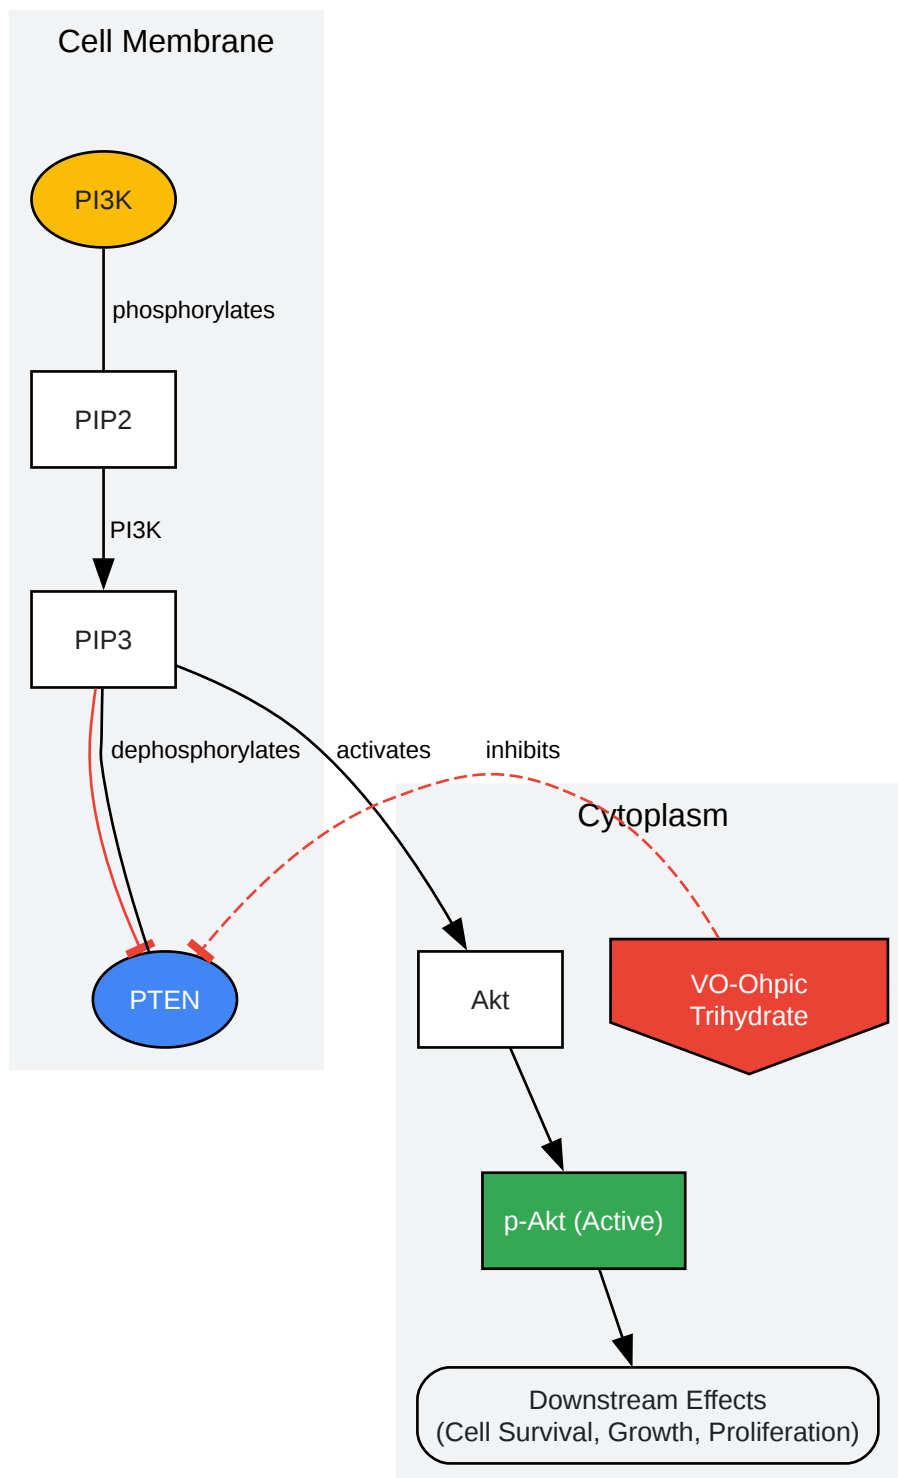 Cell Membrane
PI3K
phosphorylates
PIP2
PI3K
PIP3
dephosphorylates
activates
inhibits
Cytoplasm
PTEN
Akt
VO-Ohpic
Trihydrate
p-Akt (Active)
Downstream Effects
(Cell Survival, Growth, Proliferation)